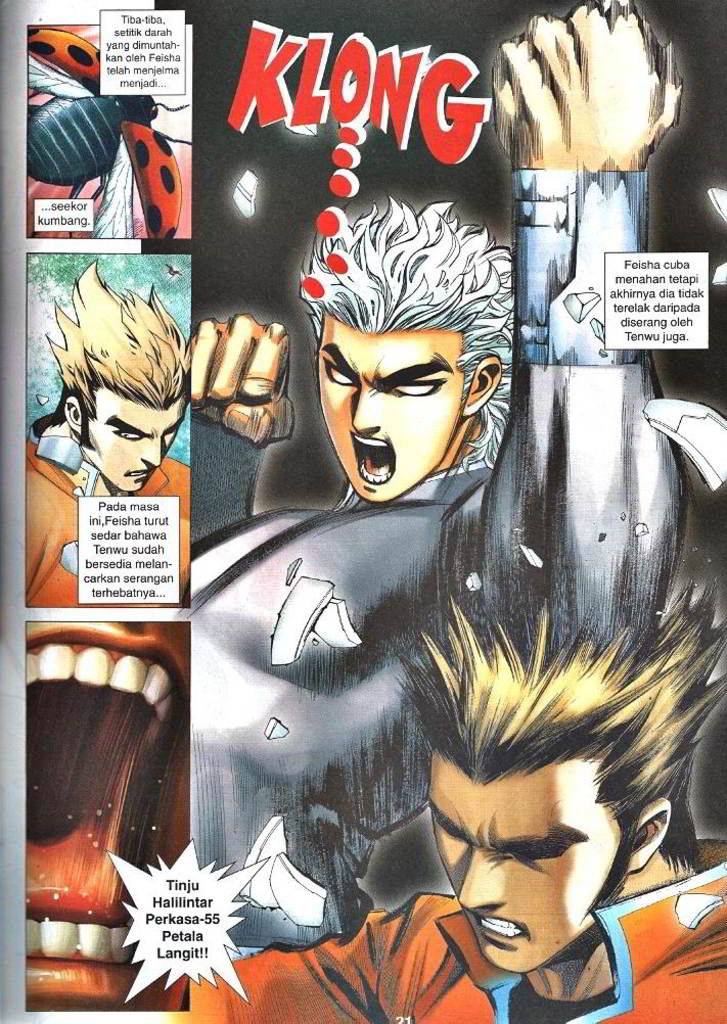 Tiba-tiba,
setitik darah
yang dimuntah-
kan oleh Feisha
telah menjelma
menjadi...
...seekor
kumbang.
KLONG
Feisha cuba
menahan tetapi
akhirnya dia tidak
terelak dari
diserang oleh
Tenwu juga.
Pada masa
ini,Feisha turut
sedar bahawa
Tenwu sudah
bersedia melan-
carkan serangan
terhebatnya...
Tinju
Halilintar
Perkasa-55
Petala
Langit!!
21